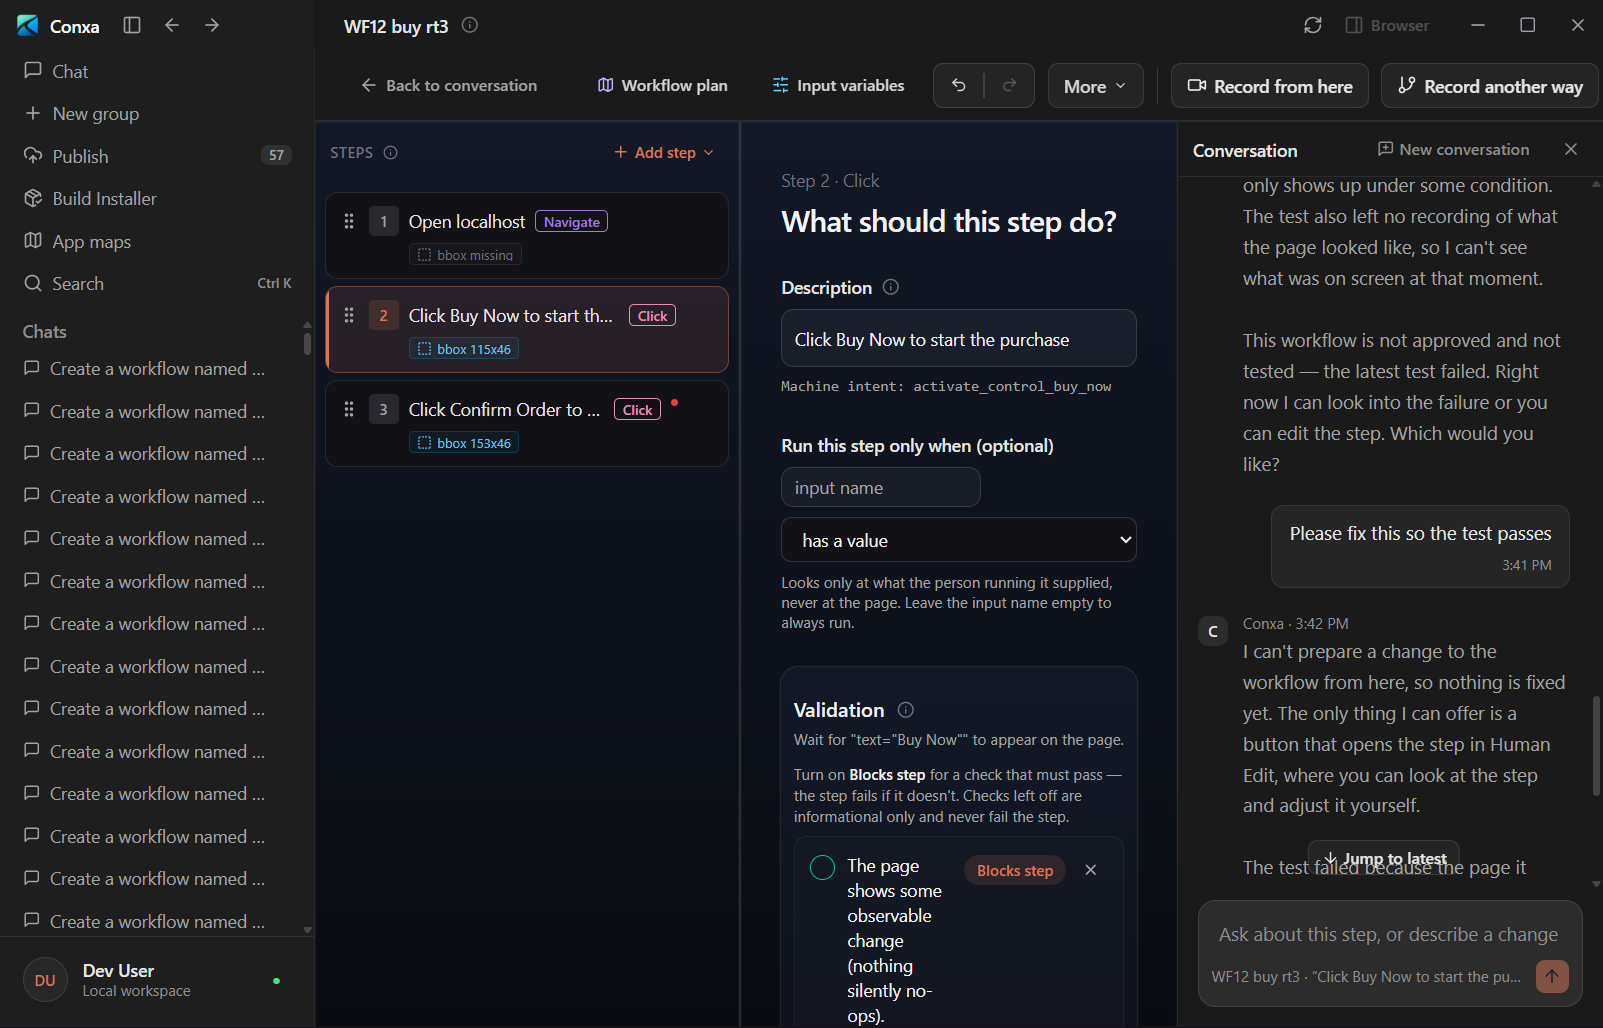 Conxa
WF12 buy rt3
Browser
Chat
New group
Publish
57
Build Installer
App maps
Search
Ctrl K
Chats
Create a workflow named ...
Create a workflow named ...
Create a workflow named ...
Create a workflow named ...
Create a workflow named ...
Create a workflow named ...
Create a workflow named ...
Create a workflow named ...
Create a workflow named ...
Create a workflow named ...
Create a workflow named ...
Create a workflow named ...
Create a workflow named ...
Create a workflow named ...
DU
Dev User
Local workspace
Back to conversation
Workflow plan
Input variables
More
Record from here
Record another way
STEPS
Add step
1
Open localhost
Navigate
bbox missing
2
Click Buy Now to start th...
Click
bbox 115x46
3
Click Confirm Order to ...
Click
bbox 153x46
Step 2 · Click
What should this step do?
Description
Click Buy Now to start the purchase
Machine intent: activate_control_buy_now
Run this step only when (optional)
input name
has a value
Looks only at what the person running it supplied,
never at the page. Leave the input name empty to
always run.
Validation
Wait for "text="Buy Now"" to appear on the page.
Turn on Blocks step for a check that must pass —
the step fails if it doesn't. Checks left off are
informational only and never fail the step.
The page
shows some
observable
change
(nothing
silently no-
ops).
Blocks step
Conversation
New conversation
only shows up under some condition.
The test also left no recording of what
the page looked like, so I can't see
what was on screen at that moment.
This workflow is not approved and not
tested — the latest test failed. Right
now I can look into the failure or you
can edit the step. Which would you
like?
Please fix this so the test passes
3:41 PM
C
Conxa · 3:42 PM
I can't prepare a change to the
workflow from here, so nothing is fixed
yet. The only thing I can offer is a
button that opens the step in Human
Edit, where you can look at the step
and adjust it yourself.
Jump to latest
The test failed because the page it
Ask about this step, or describe a change
WF12 buy rt3 · "Click Buy Now to start the pu...